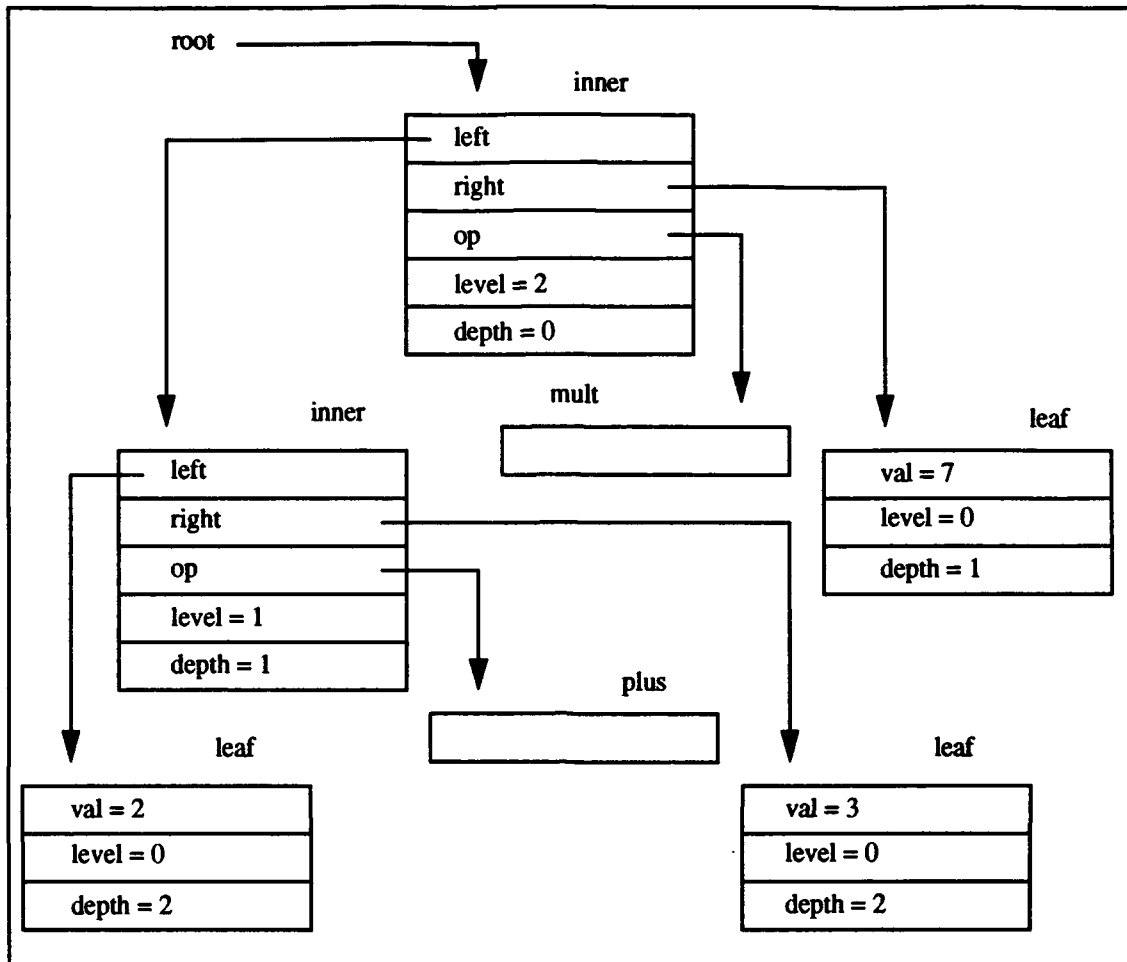 root
inner
left
right
op
level = 2
depth = 0
mult
inner
leaf
left
right
op
level = 1
depth = 1
val = 7
level = 0
depth = 1
plus
leaf
leaf
val = 2
level = 0
depth = 2
val = 3
level = 0
depth = 2